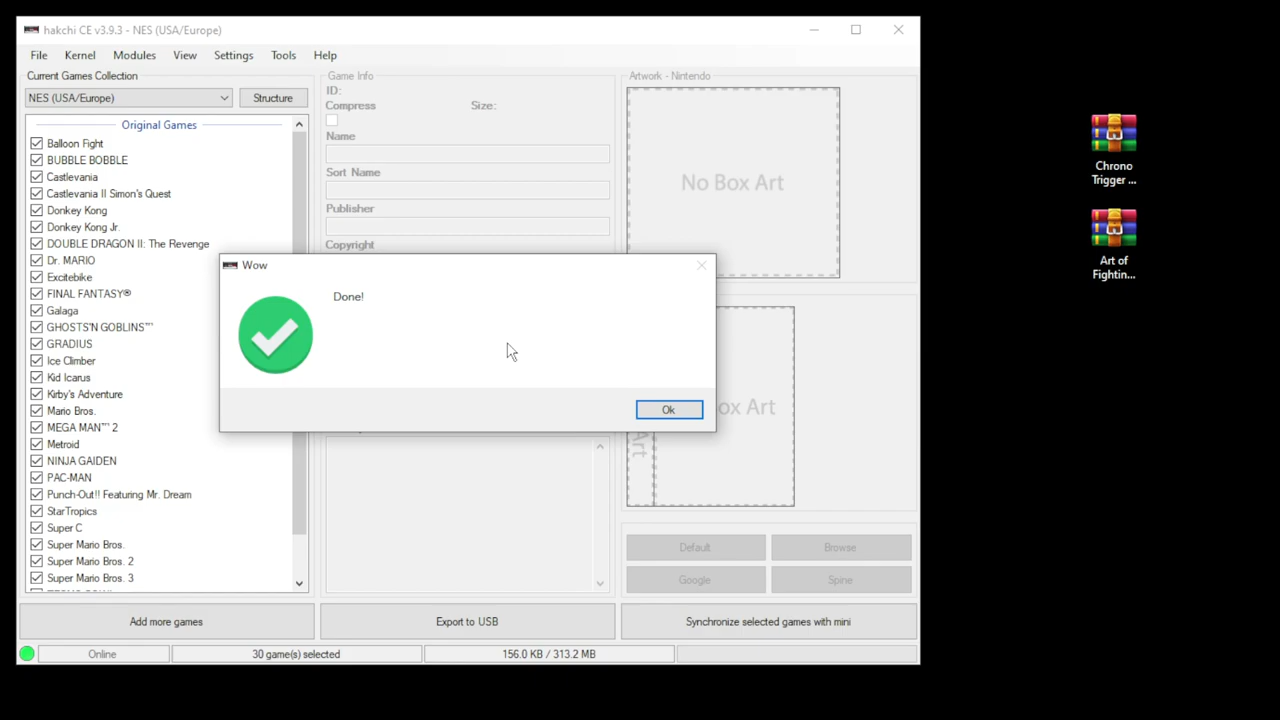 hakchi CE v3.9.3 - NES (USA/Europe)
File Kernel Modules View Settings Tools Help
Current Games Collection
NES (USA/Europe)
Structure
Original Games
Balloon Fight
BUBBLE BOBBLE
Castlevania
Castlevania II Simon's Quest
Donkey Kong
Donkey Kong Jr.
DOUBLE DRAGON II: The Revenge
Dr. MARIO
Excitebike
FINAL FANTASY®
Galaga
GHOSTS'N GOBLINS™
GRADIUS
Ice Climber
Kid Icarus
Kirby's Adventure
Mario Bros.
MEGA MAN™ 2
Metroid
NINJA GAIDEN
PAC-MAN
Punch-Out!! Featuring Mr. Dream
StarTropics
Super C
Super Mario Bros.
Super Mario Bros. 2
Super Mario Bros. 3
Game Info
ID:
Compress
Size:
Name
Sort Name
Publisher
Copyright
Artwork - Nintendo
No Box Art
Wow
Done!
Ok
ox Art
Art
Default
Browse
Google
Spine
Add more games
Export to USB
Synchronize selected games with mini
Online
30 game(s) selected
156.0 KB / 313.2 MB
Chrono
Trigger ...
Art of
Fightin...